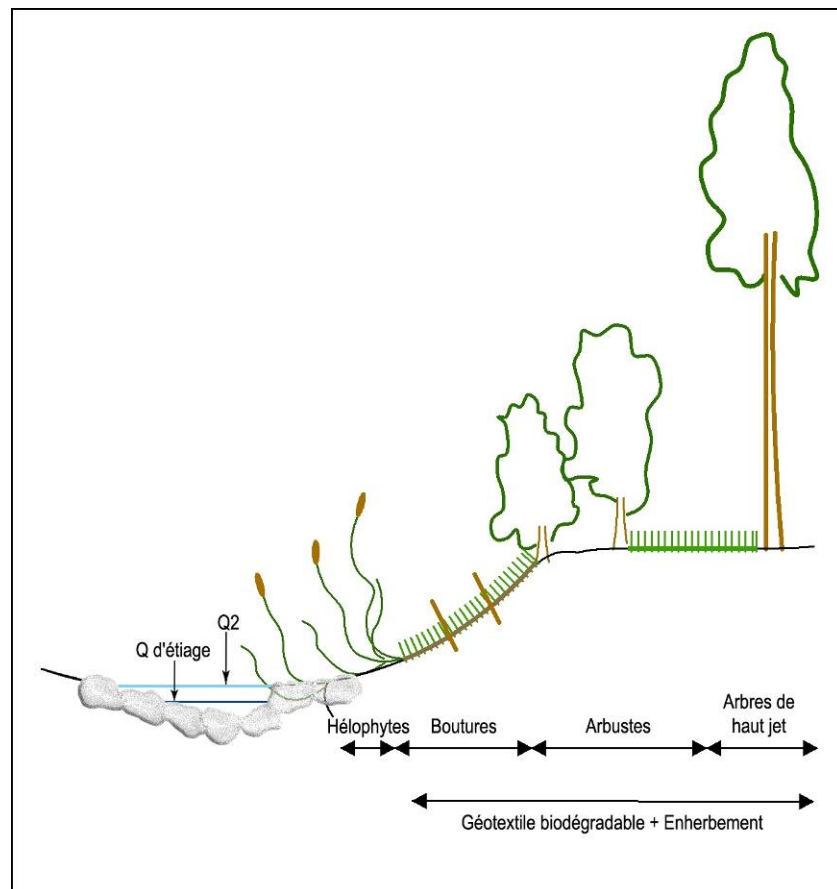 Q2
Q d'étiage
Hélophytes
Boutures
Arbustes
Arbres de
haut jet
Géotextile biodégradable + Enherbement